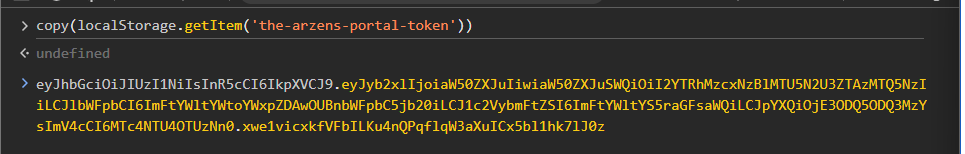 copy(localStorage.getItem('the-arzens-portal-token'))
undefined
eyJhbGciOiJIUzI1NiIsInR5cCI6IkpXVCJ9.eyJyb2xlIjoiaW50ZXJuIiwiaW50ZXJuSWQiOiI2YTRhMzcxNzBlMTU5N2U3ZTAzMTQ5NzI
iLCJlbWFpbCI6ImFtYWltYWtoYWxpZDAwOUBnbWFpbC5jb20iLCJ1c2VybmFtZSI6ImFtYWltYS5raGFsaWQiLCJpYXQiOjE3ODQ5ODQ3MzY
sImV4cCI6MTc4NTU4OTUzNn0.xwe1vicxkfVFbILKu4nQPqflqW3aXuICx5bl1hk7lJ0z